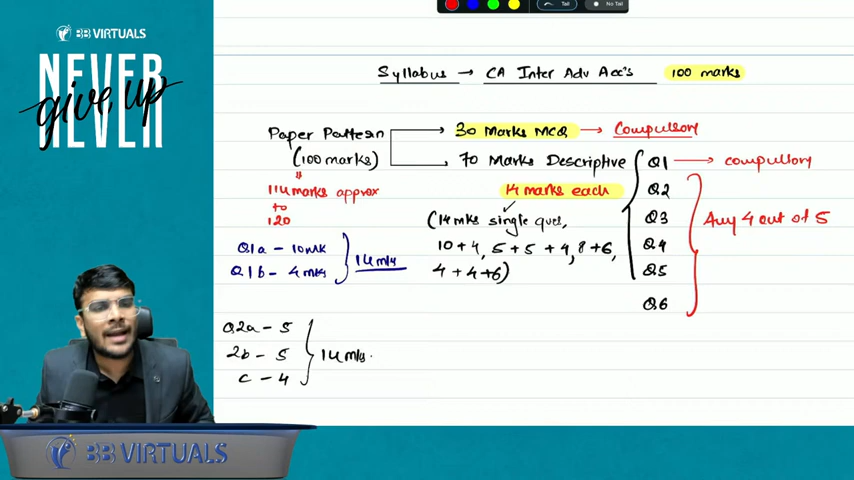 Tail
No Tail
BB VIRTUALS
NEVER
give up
Syllabus → CA Inter Adv Acc's 100 marks
Paper Pattern
(100 marks)
114 marks approx
to
120
30 Marks MCQ → Compulsory
70 Marks Descriptive
14 marks each
(14 mks single ques,
10+4, 5+5+4, 8+6,
4+4+6)
Q1 → compulsory
Q2
Q3
Q4
Q5
Q6
Any 4 out of 5
Q1a - 10 mk
Q1b - 4 mks
14 mks
Q.2a - 5
2b - 5
c - 4
14 mks.
BB VIRTUALS